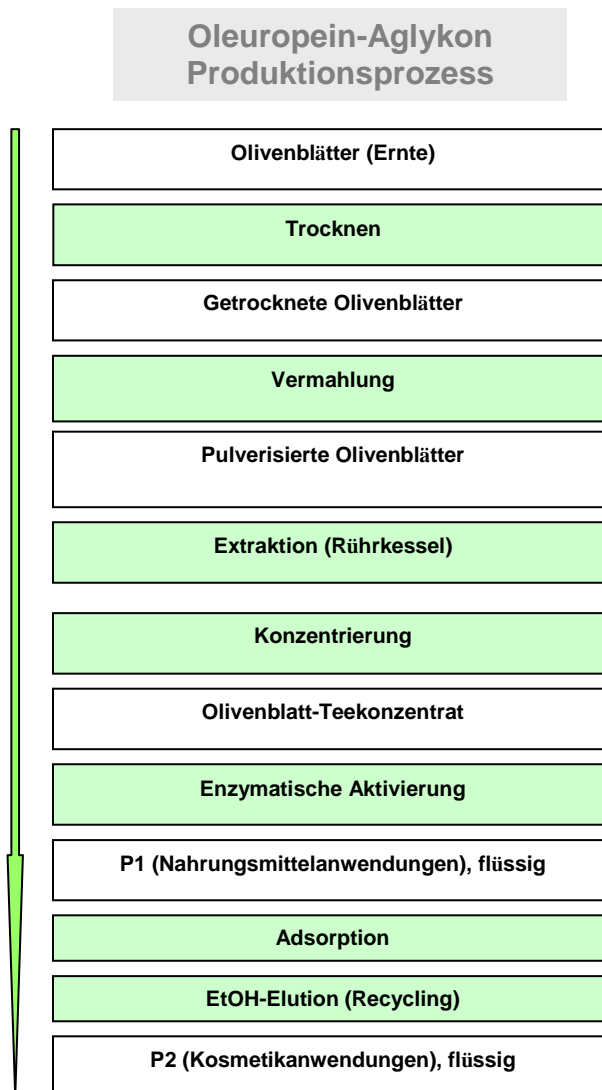 Oleuropein-Aglykon
Produktionsprozess
Olivenblätter (Ernte)
Trocknen
Getrocknete Olivenblätter
Vermahlung
Pulverisierte Olivenblätter
Extraktion (Rührkessel)
Konzentrierung
Olivenblatt-Teekonzentrat
Enzymatische Aktivierung
P1 (Nahrungsmittelanwendungen), flüssig
Adsorption
EtOH-Elution (Recycling)
P2 (Kosmetikanwendungen), flüssig